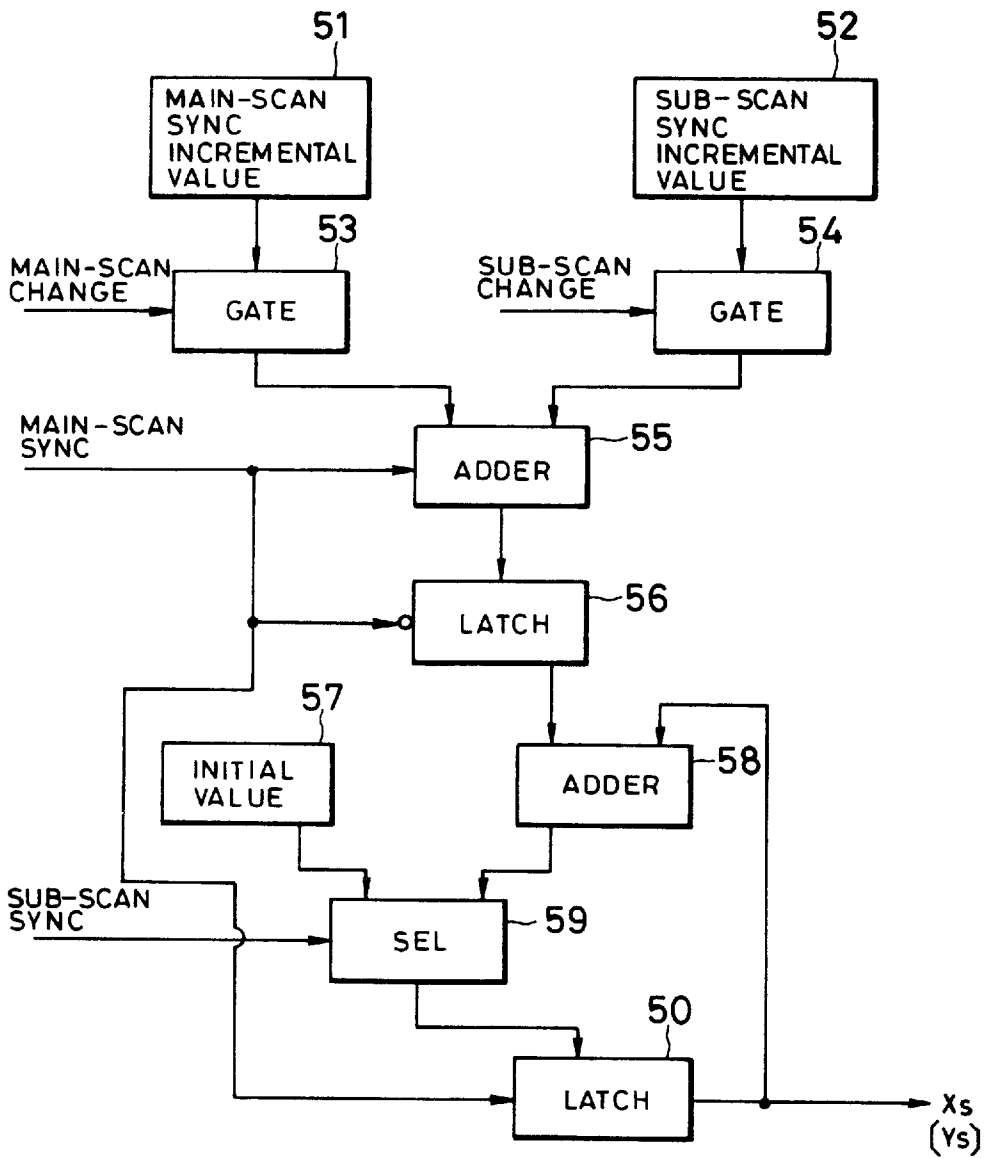 51
52
MAIN-SCAN
SYNC
INCREMENTAL
VALUE
SUB-SCAN
SYNC
INCREMENTAL
VALUE
53
54
MAIN-SCAN
CHANGE
GATE
SUB-SCAN
CHANGE
GATE
MAIN-SCAN
SYNC
ADDER
55
LATCH
56
57
INITIAL
VALUE
ADDER
58
SUB-SCAN
SYNC
SEL
59
50
LATCH
Xs
(Ys)